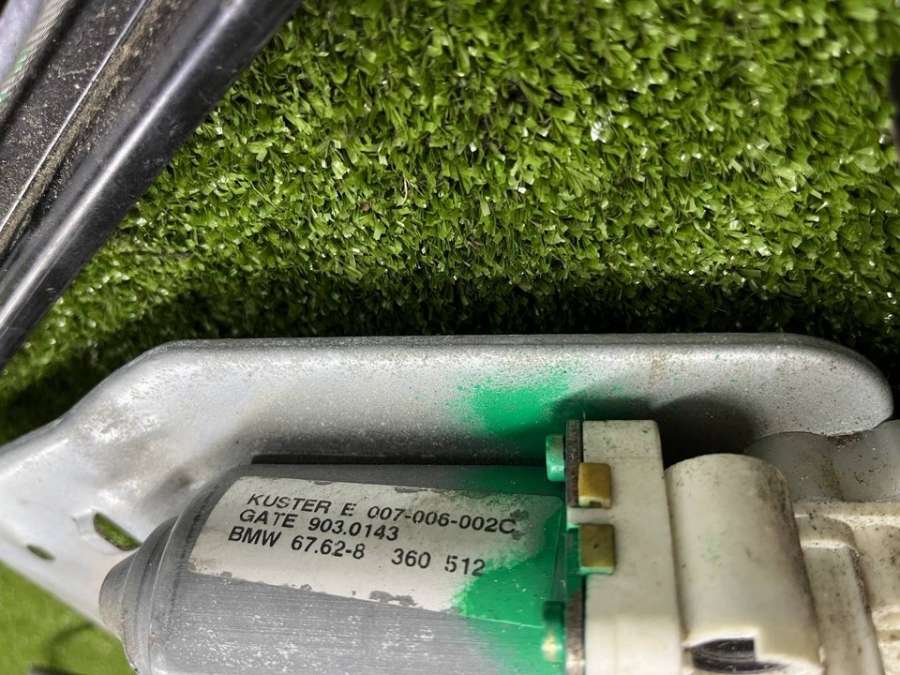 KUSTER E 007-006-002C
GATE 903.0143
BMW 67.62-8 360 512